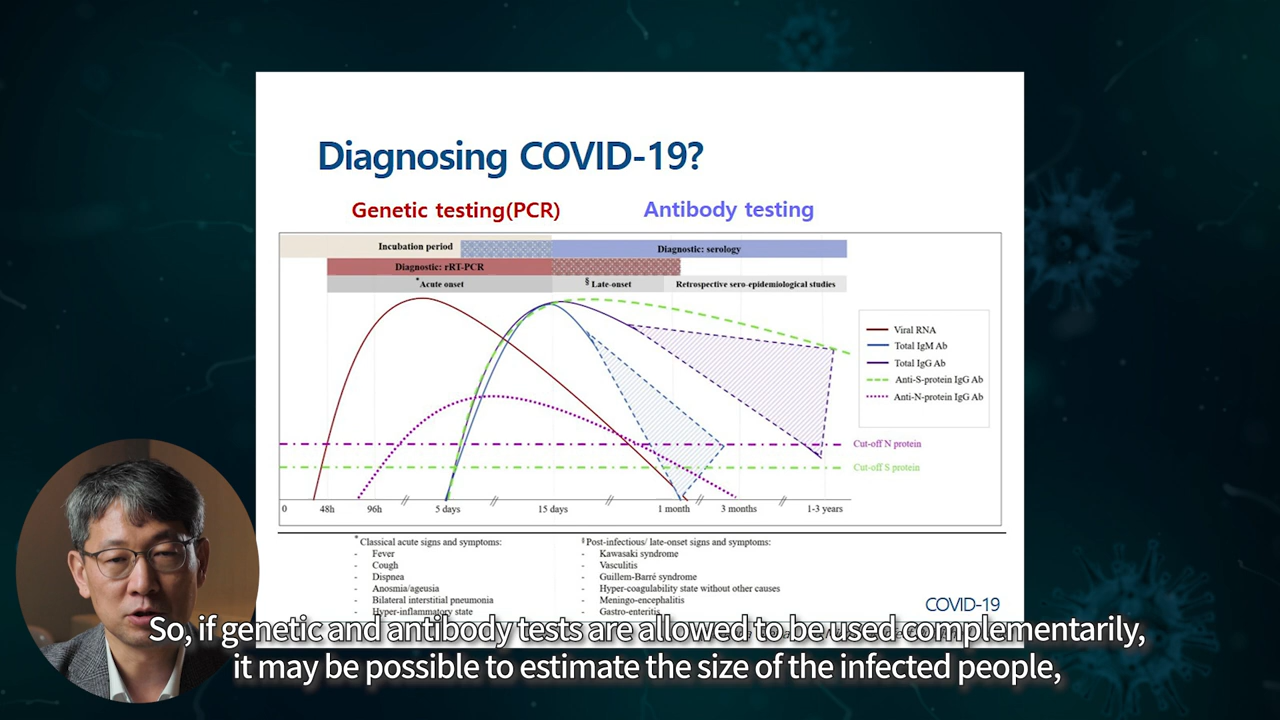 Diagnosing COVID-19?
Genetic testing(PCR)
Antibody testing
Incubation period
Diagnostic: serology
Diagnostic: rRT-PCR
* Acute onset
§ Late-onset
Retrospective sero-epidemiological studies
Viral RNA
Total IgM Ab
Total IgG Ab
Anti-S-protein IgG Ab
Anti-N-protein IgG Ab
Cut-off N protein
Cut-off S protein
0 48h 96h 5 days 15 days 1 month 3 months 1-3 years
* Classical acute signs and symptoms:
- Fever
- Cough
- Dispnea
- Anosmia/ageusia
- Bilateral interstitial pneumonia
- Hyper-inflammatory state
§ Post-infectious/ late-onset signs and symptoms:
- Kawasaki syndrome
- Vasculitis
- Guillem-Barré syndrome
- Hyper-coagulability state without other causes
- Meningo-encephalitis
- Gastro-enteritis
COVID-19
So, if genetic and antibody tests are allowed to be used complementarily,
it may be possible to estimate the size of the infected people,